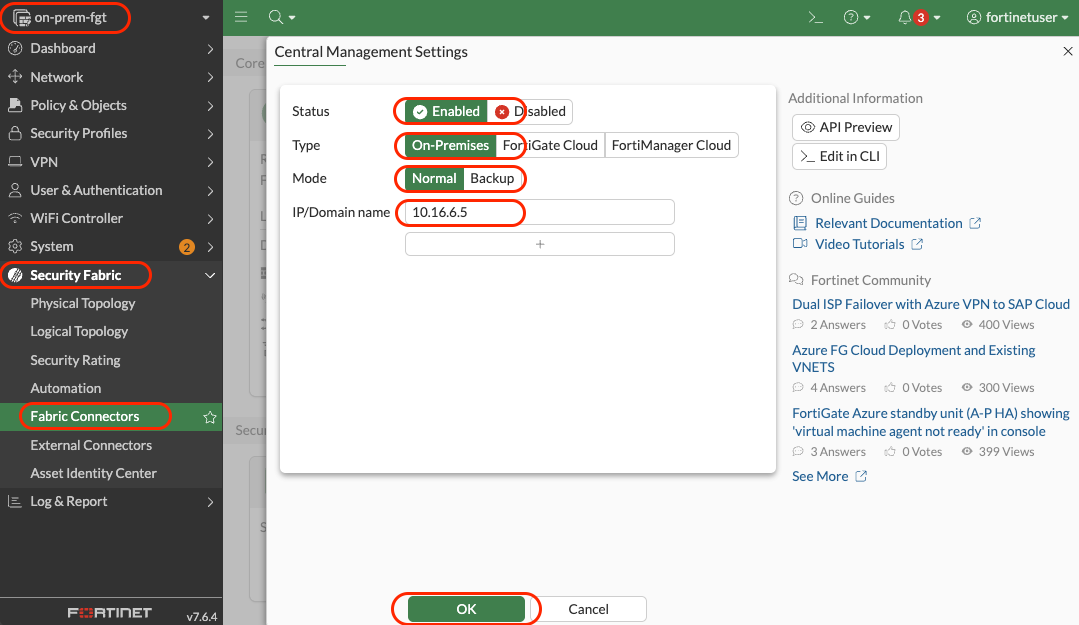 on-prem-fgt
Dashboard
Network
Policy & Objects
Security Profiles
VPN
User & Authentication
WiFi Controller
System 2
Security Fabric
Physical Topology
Logical Topology
Security Rating
Automation
Fabric Connectors
External Connectors
Asset Identity Center
Log & Report
FORTINET v7.6.4
>_ ? 3 fortinetuser
Core
Secur
Central Management Settings
Status Enabled Disabled
Type On-Premises FortiGate Cloud FortiManager Cloud
Mode Normal Backup
IP/Domain name 10.16.6.5
+
OK Cancel
Additional Information
API Preview
>_ Edit in CLI
Online Guides
Relevant Documentation
Video Tutorials
Fortinet Community
Dual ISP Failover with Azure VPN to SAP Cloud
2 Answers 0 Votes 400 Views
Azure FG Cloud Deployment and Existing
VNETS
4 Answers 0 Votes 300 Views
FortiGate Azure standby unit (A-P HA) showing
'virtual machine agent not ready' in console
3 Answers 0 Votes 399 Views
See More